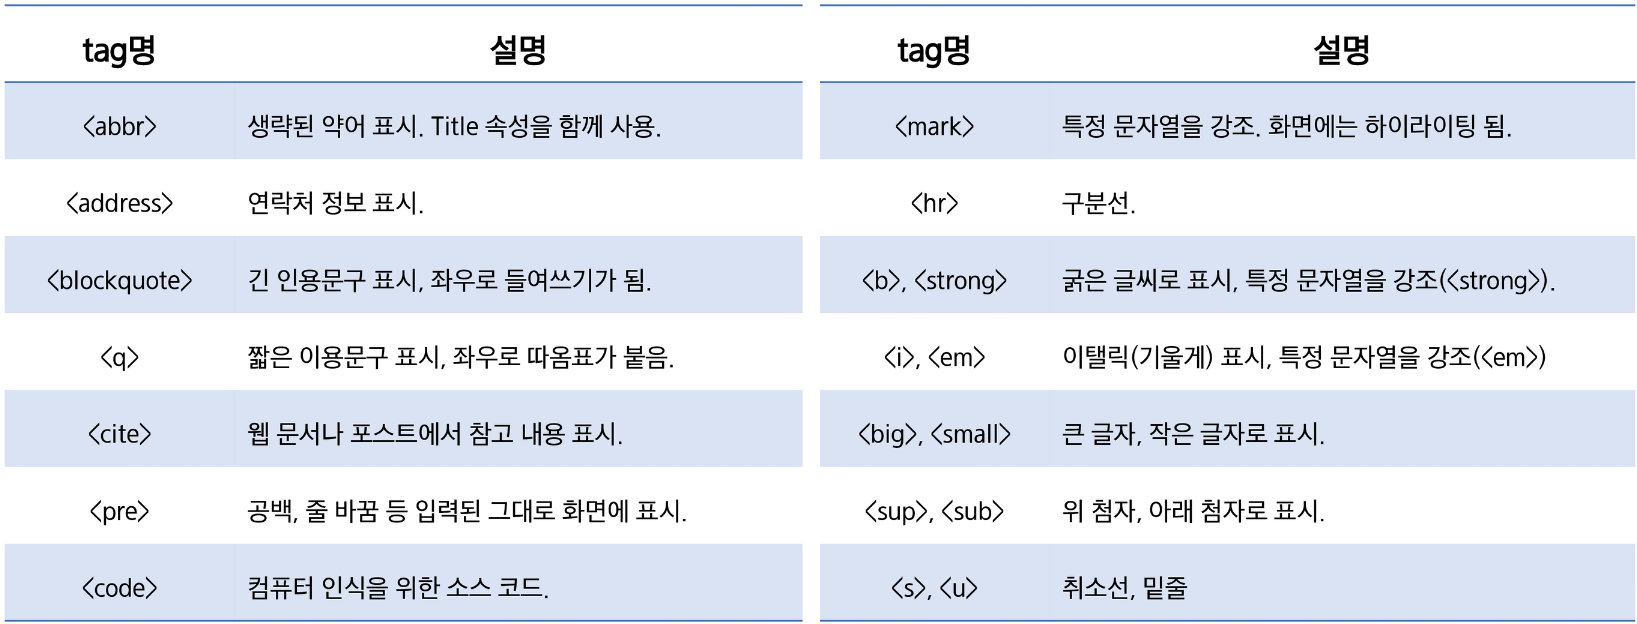 tag명 설명
<abbr> 생략된 약어 표시. Title 속성을 함께 사용.
<address> 연락처 정보 표시.
<blockquote> 긴 인용문구 표시, 좌우로 들여쓰기가 됨.
<q> 짧은 이용문구 표시, 좌우로 따옴표가 붙음.
<cite> 웹 문서나 포스트에서 참고 내용 표시.
<pre> 공백, 줄 바꿈 등 입력된 그대로 화면에 표시.
<code> 컴퓨터 인식을 위한 소스 코드.
tag명 설명
<mark> 특정 문자열을 강조. 화면에는 하이라이팅 됨.
<hr> 구분선.
<b>, <strong> 굵은 글씨로 표시, 특정 문자열을 강조(<strong>).
<i>, <em> 이탤릭(기울게) 표시, 특정 문자열을 강조(<em>)
<big>, <small> 큰 글자, 작은 글자로 표시.
<sup>, <sub> 위 첨자, 아래 첨자로 표시.
<s>, <u> 취소선, 밑줄